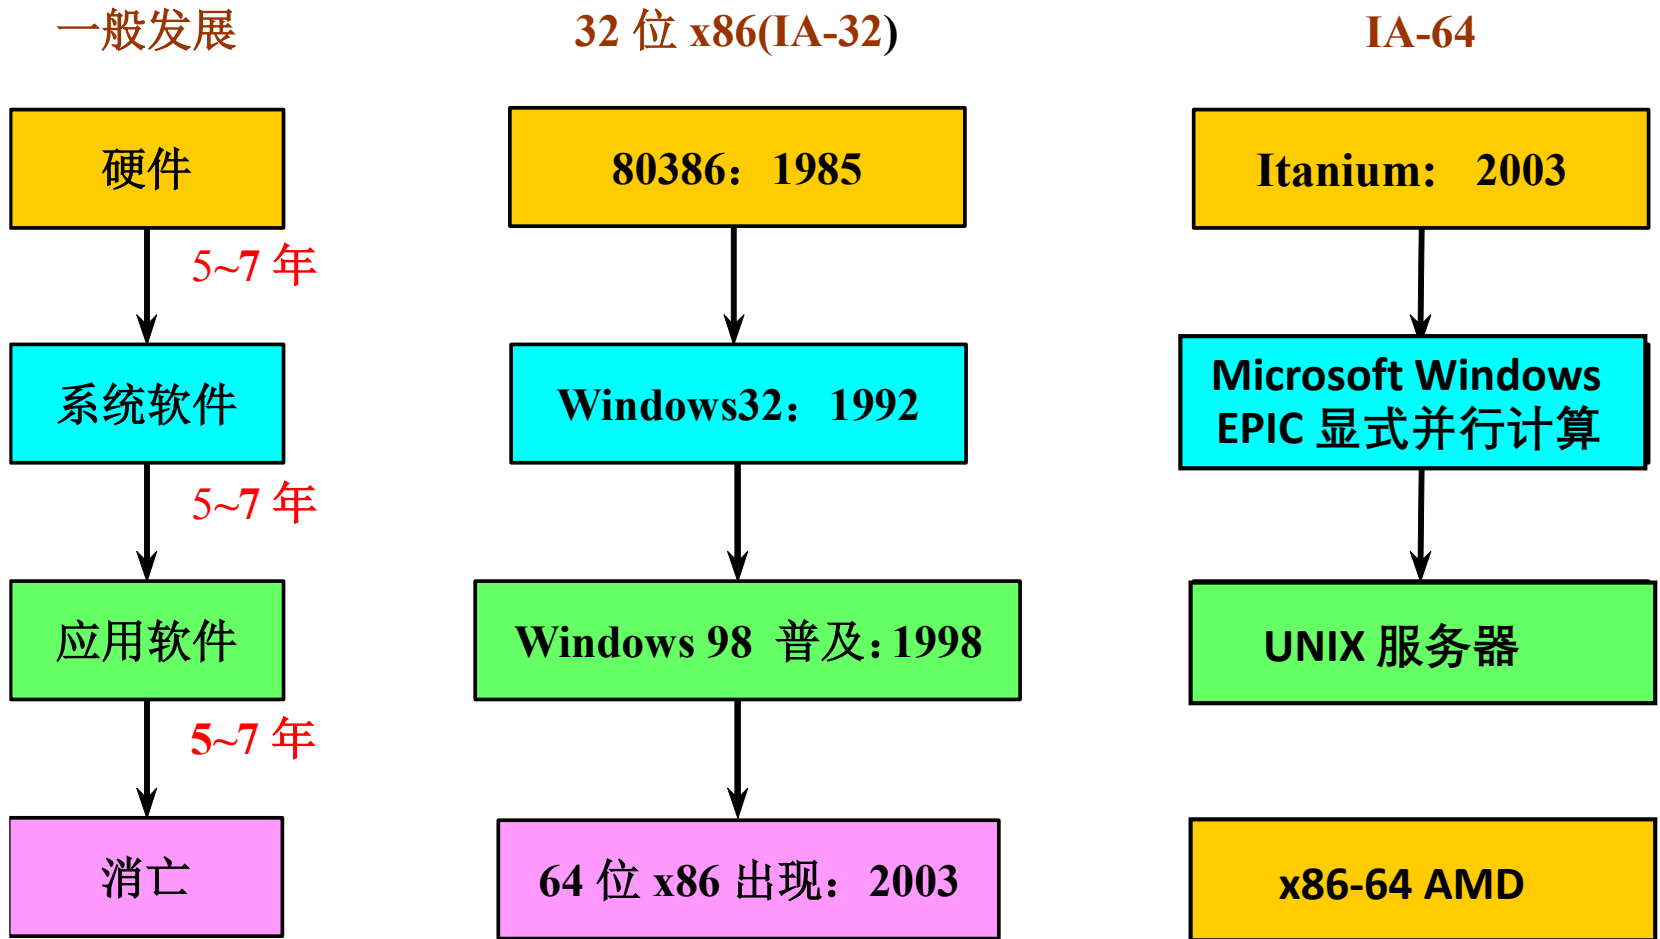 一般发展
32 位 x86(IA-32)
IA-64
硬件
80386：1985
Itanium: 2003
5~7 年
系统软件
Windows32：1992
Microsoft Windows
EPIC 显式并行计算
5~7 年
应用软件
Windows 98 普及：1998
UNIX 服务器
5~7 年
消亡
64 位 x86 出现：2003
x86-64 AMD